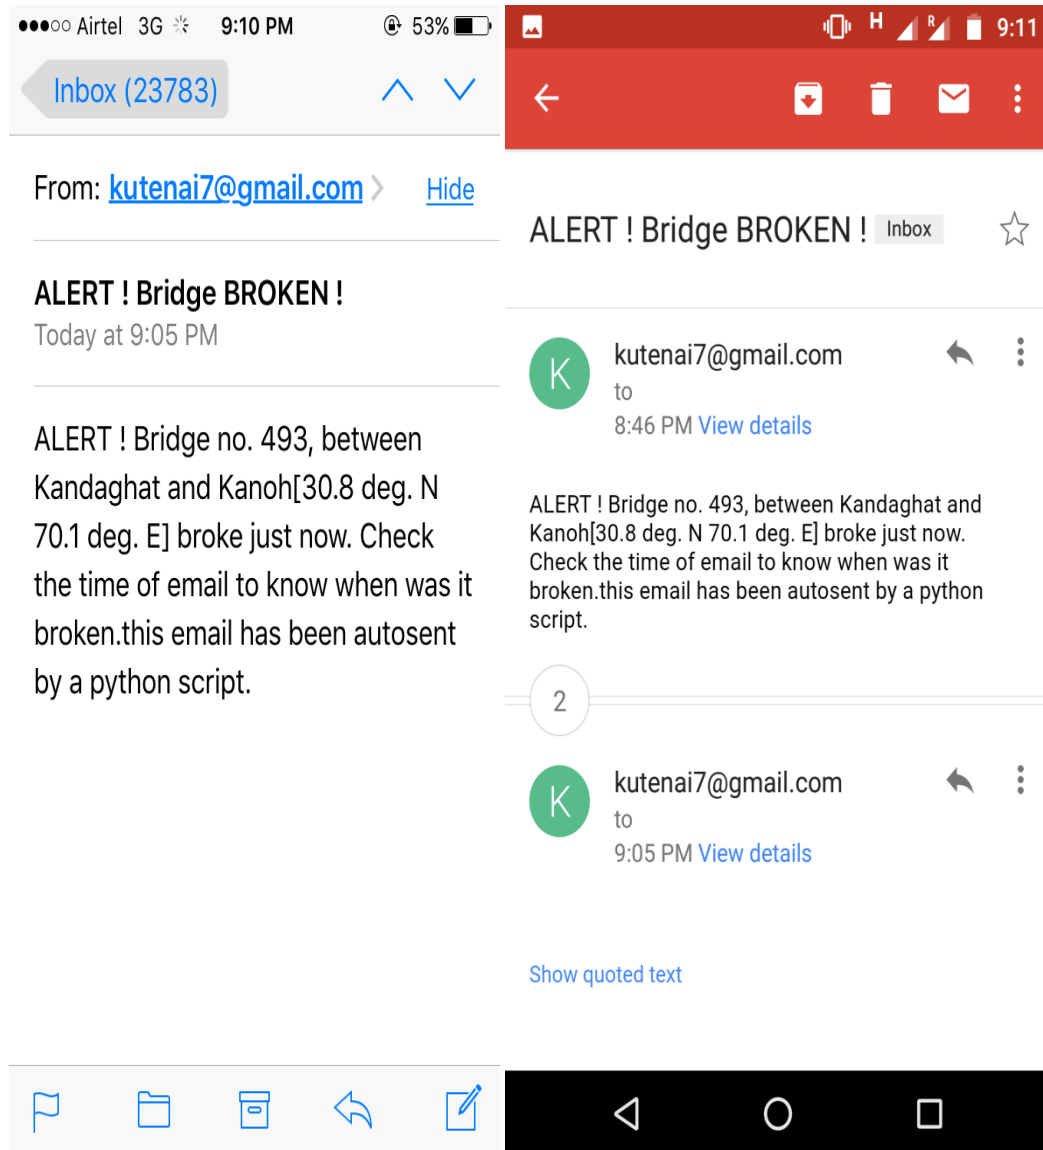 Airtel 3G 9:10 PM 53%
Inbox (23783)
From: kutenai7@gmail.com Hide
ALERT ! Bridge BROKEN !
Today at 9:05 PM
ALERT ! Bridge no. 493, between
Kandaghat and Kanoh[30.8 deg. N
70.1 deg. E] broke just now. Check
the time of email to know when was it
broken.this email has been autosent
by a python script.
H R 9:11
ALERT ! Bridge BROKEN ! Inbox
K kutenai7@gmail.com
to
8:46 PM View details
ALERT ! Bridge no. 493, between Kandaghat and
Kanoh[30.8 deg. N 70.1 deg. E] broke just now.
Check the time of email to know when was it
broken.this email has been autosent by a python
script.
2
K kutenai7@gmail.com
to
9:05 PM View details
Show quoted text